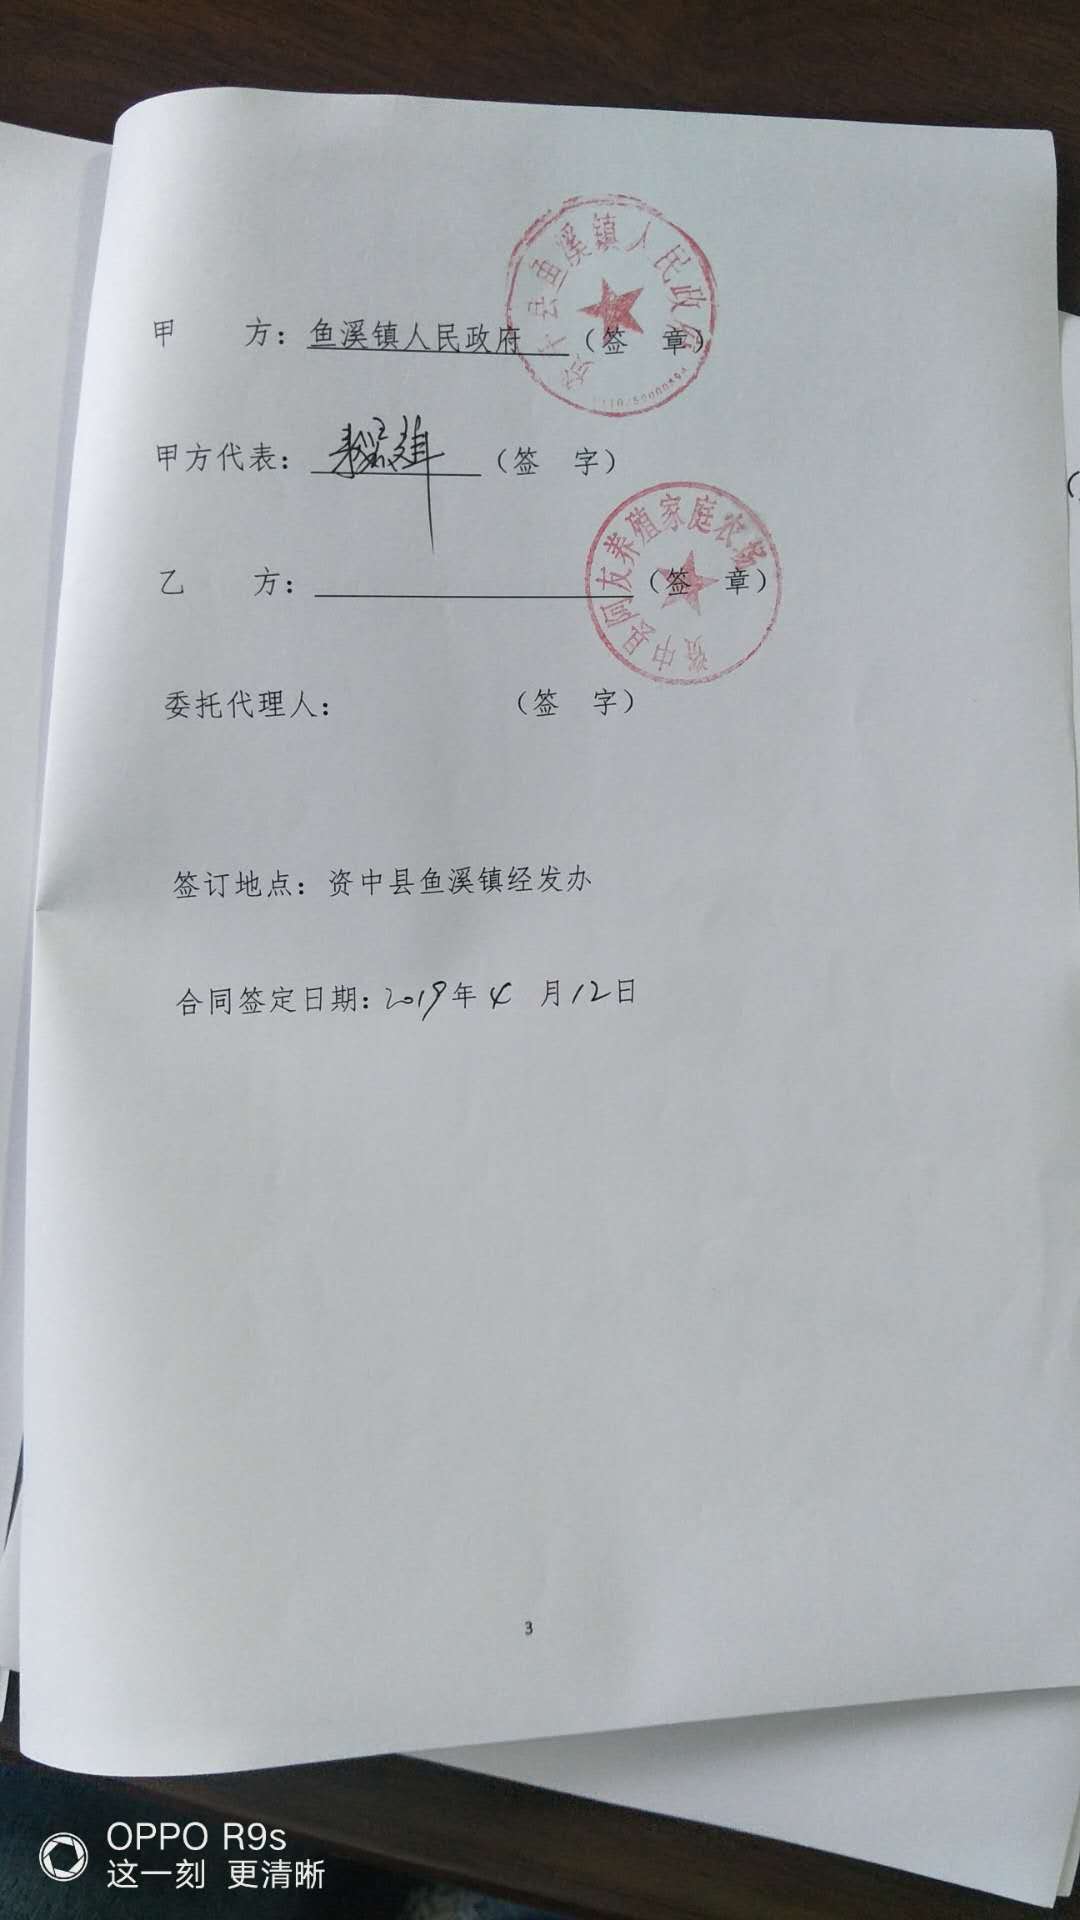 资中县鱼溪镇人民政府
甲 方：鱼溪镇人民政府 （签 章）
甲方代表： （签 字）
资中县阿友养殖家庭农场
乙 方： （签 章）
委托代理人： （签 字）
签订地点：资中县鱼溪镇经发办
合同签定日期：2019年4 月12日
3
OPPO R9s
这一刻 更清晰